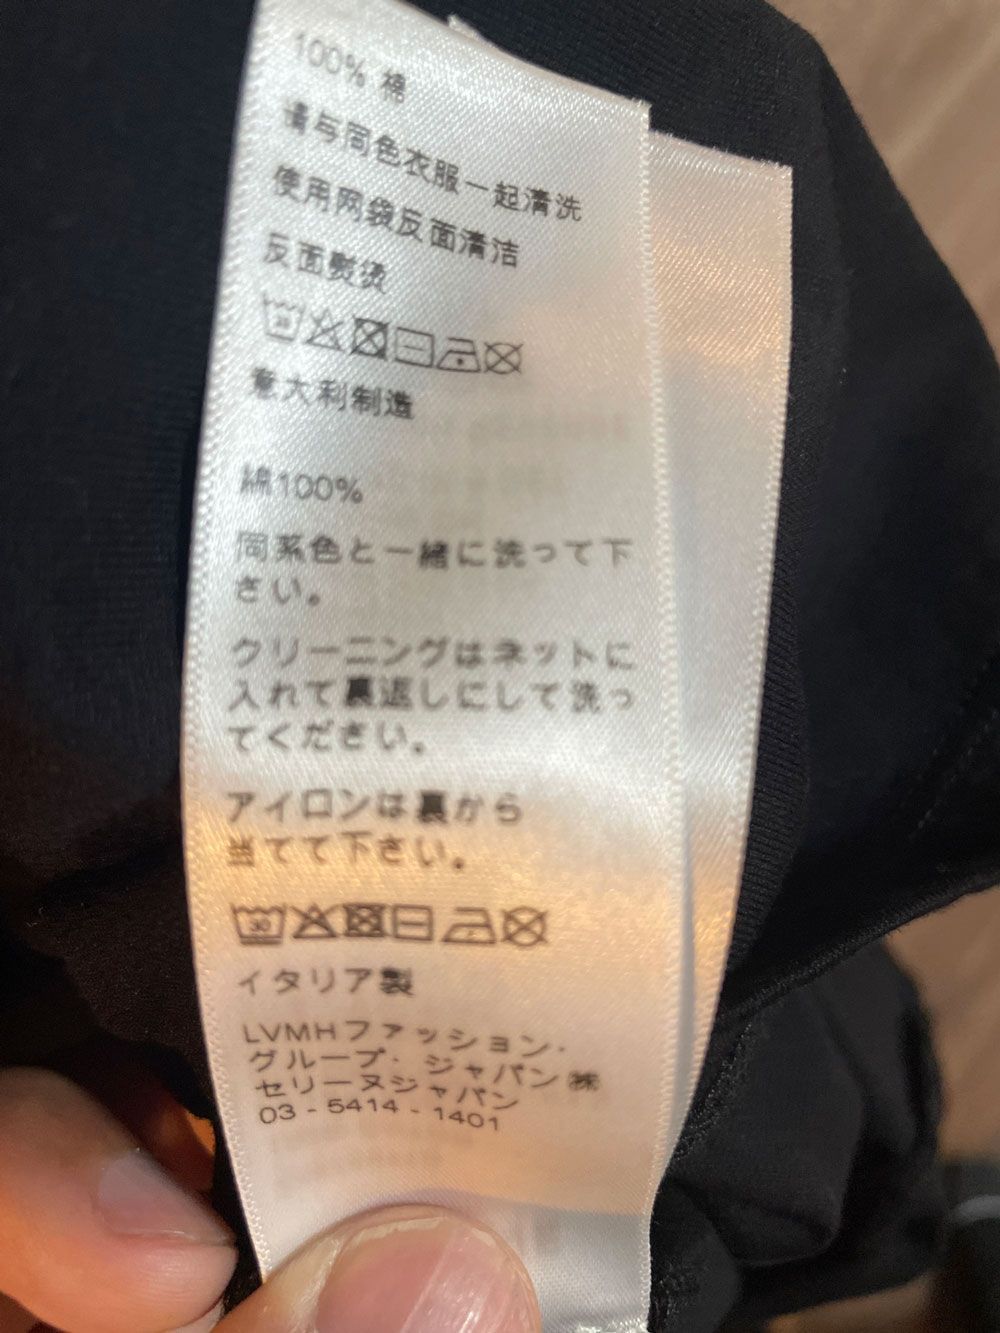 100% 棉
请与同色衣服一起清洗
使用网袋反面清洁
反面熨烫
意大利制造
綿100%
同系色と一緒に洗って下
さい。
クリーニングはネットに
入れて裏返しにして洗っ
てください。
アイロンは裏から
当てて下さい。
30
イタリア製
LVMHファッション・
グループ・ジャパン㈱
セリーヌジャパン
03-5414-1401